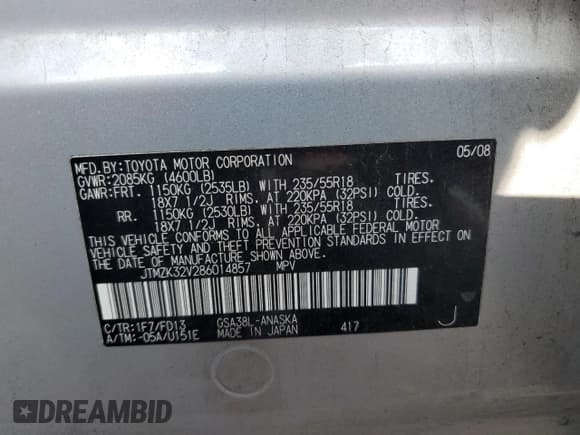 MFD.BY:TOYOTA MOTOR CORPORATION 05/08
GVWR:2085KG (4600LB)
GAWR:FRT. 1150KG (2535LB) WITH 235/55R18 TIRES.
18X7 1/2J RIMS. AT 220KPA (32PSI) COLD.
RR. 1150KG (2530LB) WITH 235/55R18 TIRES.
18X7 1/2J RIMS. AT 220KPA (32PSI) COLD.
THIS VEHICLE CONFORMS TO ALL APPLICABLE FEDERAL MOTOR
VEHICLE SAFETY AND THEFT PREVENTION STANDARDS IN EFFECT
ON THE DATE OF MANUFACTURE SHOWN ABOVE.
JTMZK32V286014857 MPV
C/TR:1F7/FD13 GSA38L-ANASKA
A/TM:-05A/U151E MADE IN JAPAN 417 J
DREAMBID